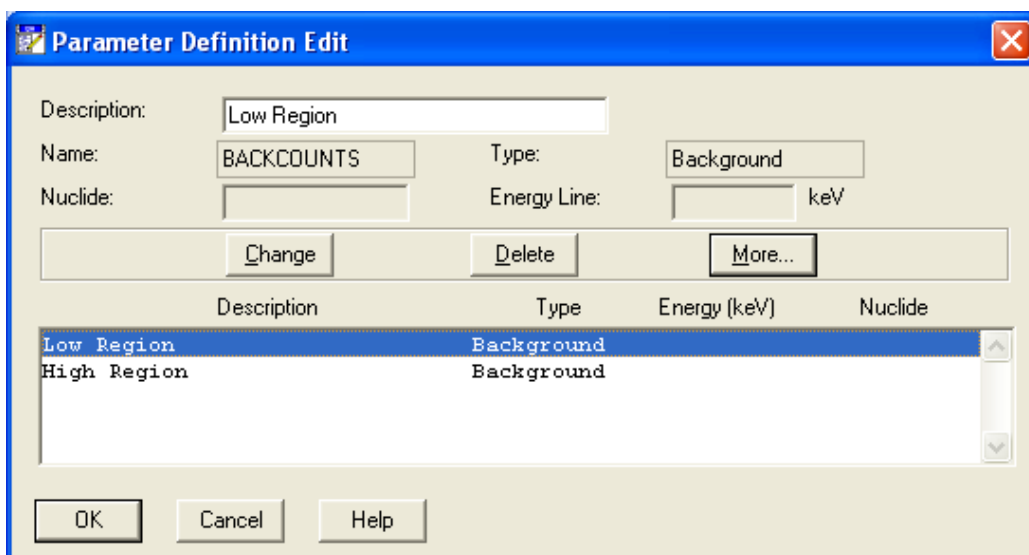 Parameter Definition Edit
Description: Low Region
Name: BACKCOUNTS Type: Background
Nuclide: Energy Line: keV
Change Delete More...
Description Type Energy (keV) Nuclide
Low Region Background
High Region Background
OK Cancel Help